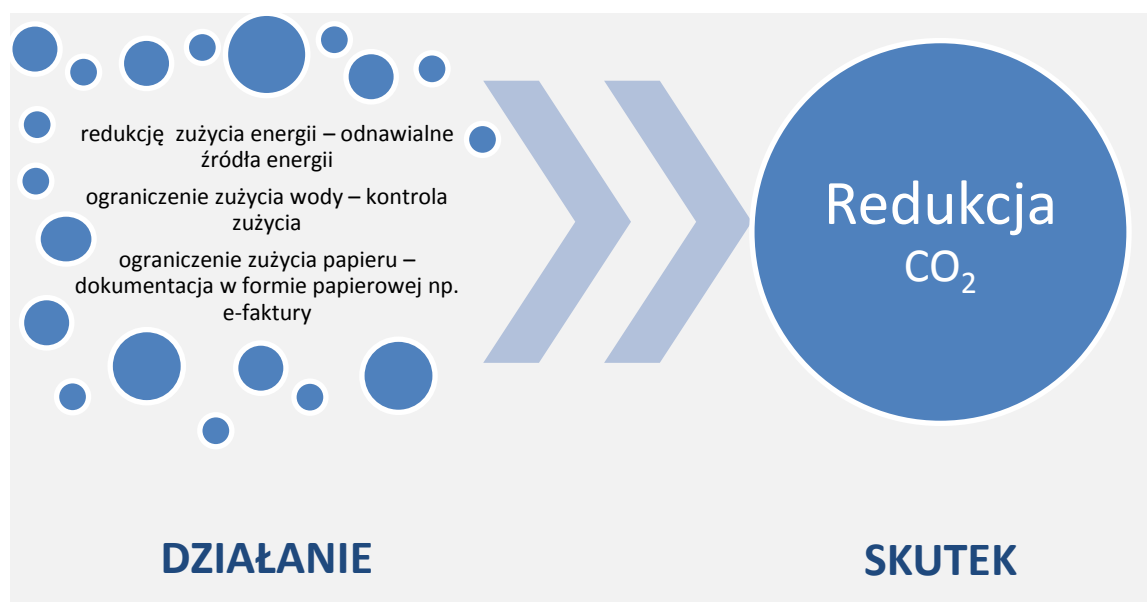 redukcję zużycia energii – odnawialne
źródła energii
ograniczenie zużycia wody – kontrola
zużycia
ograniczenie zużycia papieru –
dokumentacja w formie papierowej np.
e-faktury
Redukcja
CO₂
DZIAŁANIE
SKUTEK